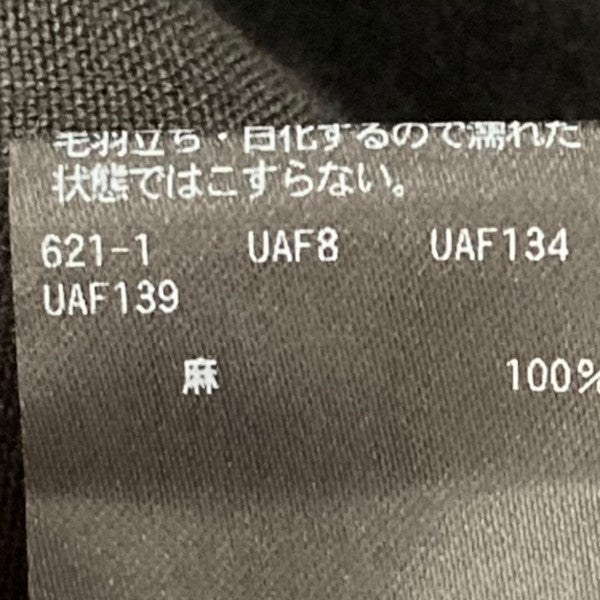 毛羽立ち・白化するので濡れた
状態ではこすらない。
621-1 UAF8 UAF134
UAF139
麻 100%